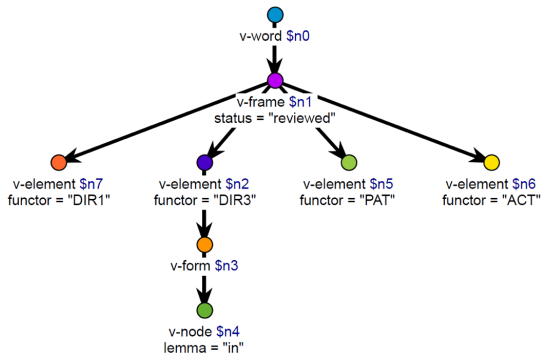 v-word $n0
v-frame $n1
status = "reviewed"
v-element $n7
functor = "DIR1"
v-element $n2
functor = "DIR3"
v-element $n5
functor = "PAT"
v-element $n6
functor = "ACT"
v-form $n3
v-node $n4
lemma = "in"